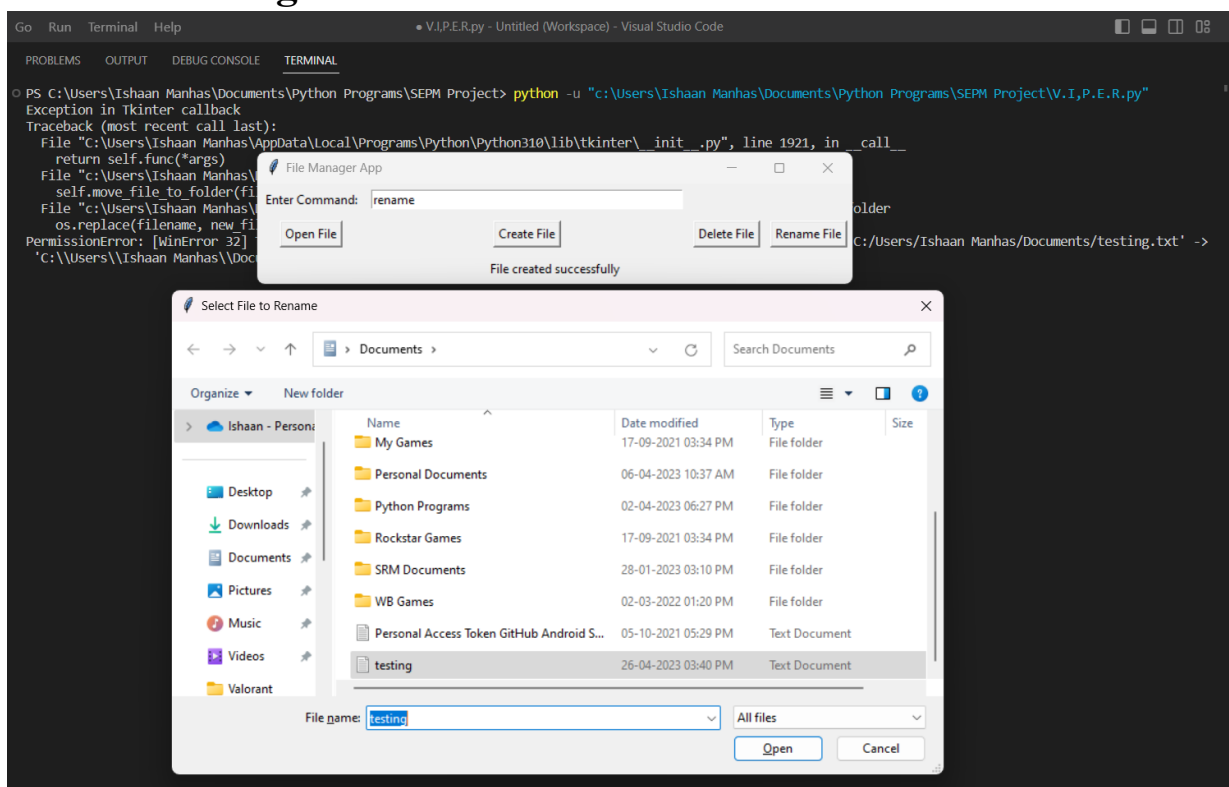 Go Run Terminal Help ● V.I,P.E.R.py - Untitled (Workspace) - Visual Studio Code
PROBLEMS OUTPUT DEBUG CONSOLE TERMINAL
PS C:\Users\Ishaan Manhas\Documents\Python Programs\SEPM Project> python -u "c:\Users\Ishaan Manhas\Documents\Python Programs\SEPM Project\V.I,P.E.R.py"
Exception in Tkinter callback
Traceback (most recent call last):
File "C:\Users\Ishaan Manhas\AppData\Local\Programs\Python\Python310\lib\tkinter\__init__.py", line 1921, in __call__
return self.func(*args)
File "c:\Users\Ishaan Manhas\
self.move_file_to_folder(fi
File "c:\Users\Ishaan Manhas\ older
os.replace(filename, new_fi
PermissionError: [WinError 32] C:/Users/Ishaan Manhas/Documents/testing.txt' ->
'C:\\Users\\Ishaan Manhas\\Doc
File Manager App
Enter Command: rename
Open File Create File Delete File Rename File
File created successfully
Select File to Rename
Documents
Search Documents
Organize New folder
Ishaan - Persona
Desktop
Downloads
Documents
Pictures
Music
Videos
Valorant
Name Date modified Type Size
My Games 17-09-2021 03:34 PM File folder
Personal Documents 06-04-2023 10:37 AM File folder
Python Programs 02-04-2023 06:27 PM File folder
Rockstar Games 17-09-2021 03:34 PM File folder
SRM Documents 28-01-2023 03:10 PM File folder
WB Games 02-03-2022 01:20 PM File folder
Personal Access Token GitHub Android S... 05-10-2021 05:29 PM Text Document
testing 26-04-2023 03:40 PM Text Document
File name: testing All files
Open Cancel